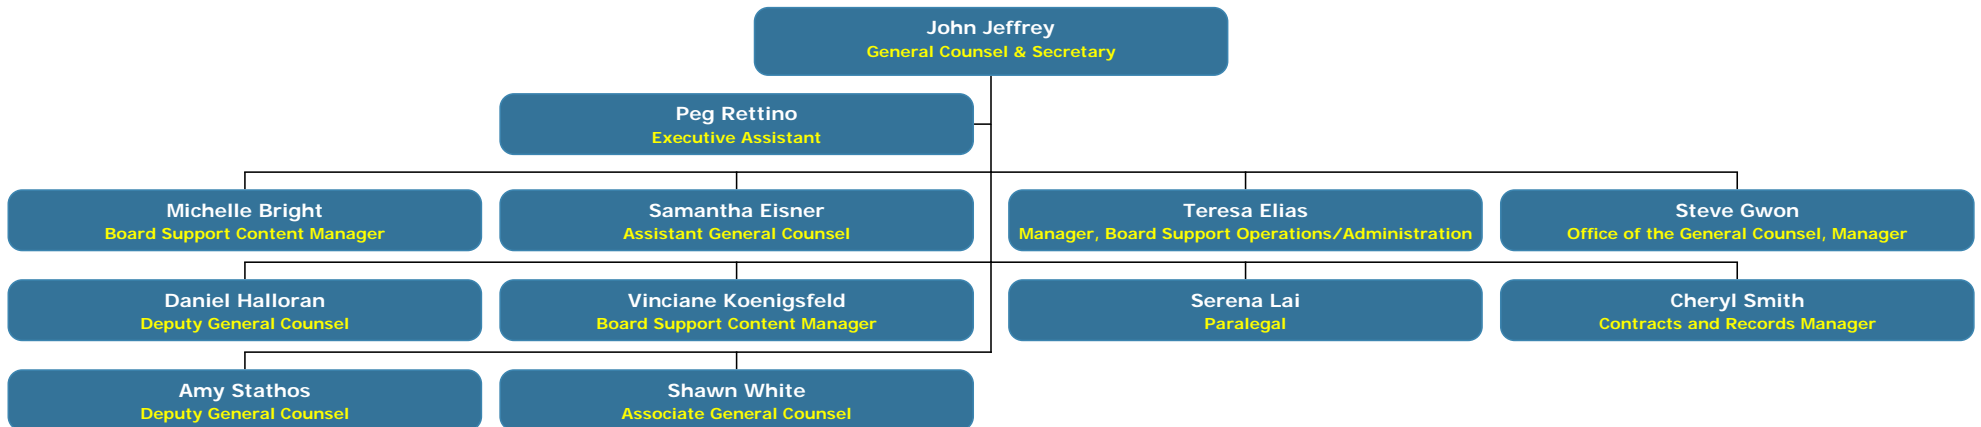 John Jeffrey
General Counsel & Secretary
Peg Rettino
Executive Assistant
Michelle Bright
Board Support Content Manager
Samantha Eisner
Assistant General Counsel
Teresa Elias
Manager, Board Support Operations/Administration
Steve Gwon
Office of the General Counsel, Manager
Daniel Halloran
Deputy General Counsel
Vinciane Koenigsfeld
Board Support Content Manager
Serena Lai
Paralegal
Cheryl Smith
Contracts and Records Manager
Amy Stathos
Deputy General Counsel
Shawn White
Associate General Counsel